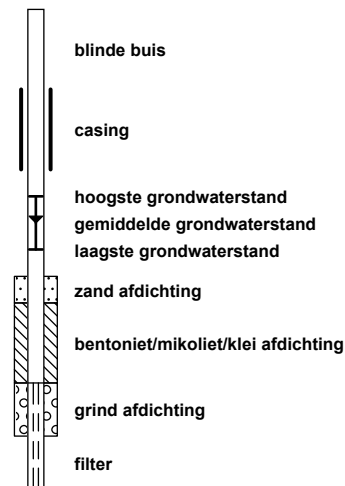 blinde buis
casing
hoogste grondwaterstand
gemiddelde grondwaterstand
laagste grondwaterstand
zand afdichting
bentoniet/mikoliet/klei afdichting
grind afdichting
filter